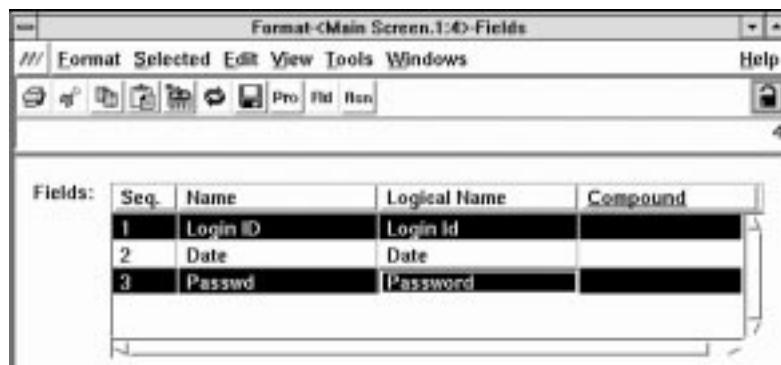 Format-<Main Screen.1:4>-Fields
/// Format Selected Edit View Tools Windows Help
Pro Fld Rsn
4
Fields: Seq. Name Logical Name Compound
1 Login ID Login Id
2 Date Date
3 Passwd Password